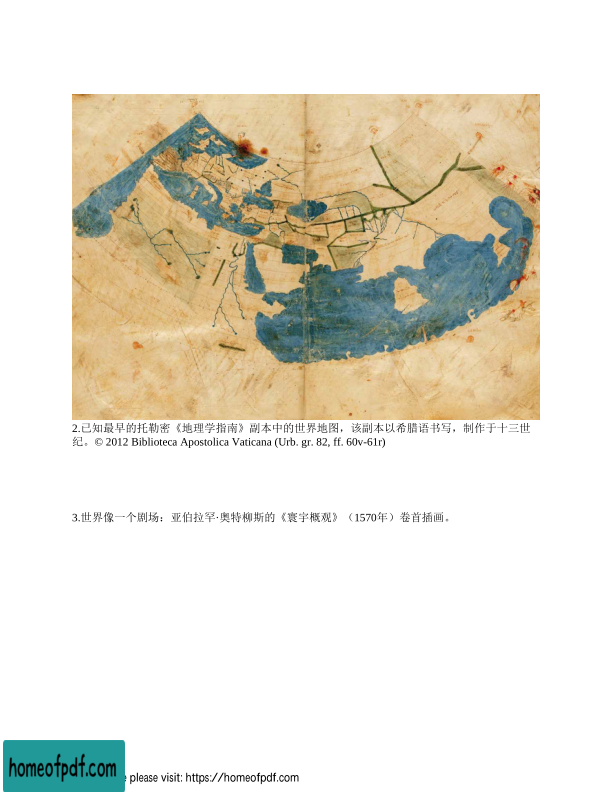 2.已知最早的托勒密《地理学指南》副本中的世界地图，该副本以希腊语书写，制作于十三世
纪。© 2012 Biblioteca Apostolica Vaticana (Urb. gr. 82, ff. 60v-61r)
3.世界像一个剧场：亚伯拉罕·奥特柳斯的《寰宇概观》（1570年）卷首插画。
homeofpdf.com
please visit: https://homeofpdf.com